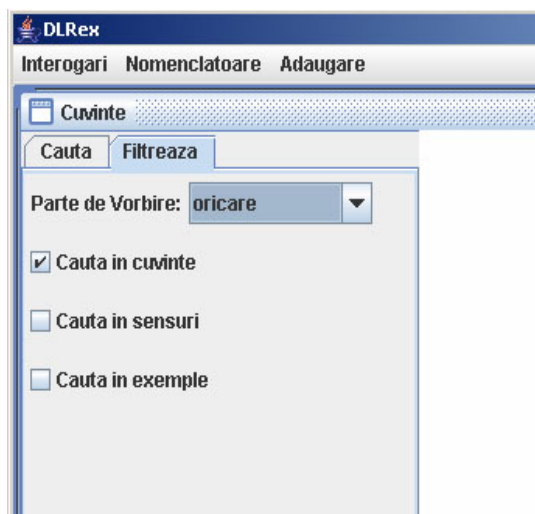 DLRex
Interogari Nomenclatoare Adaugare
Cuvinte
Cauta Filtreaza
Parte de Vorbire: oricare
Cauta in cuvinte
Cauta in sensuri
Cauta in exemple